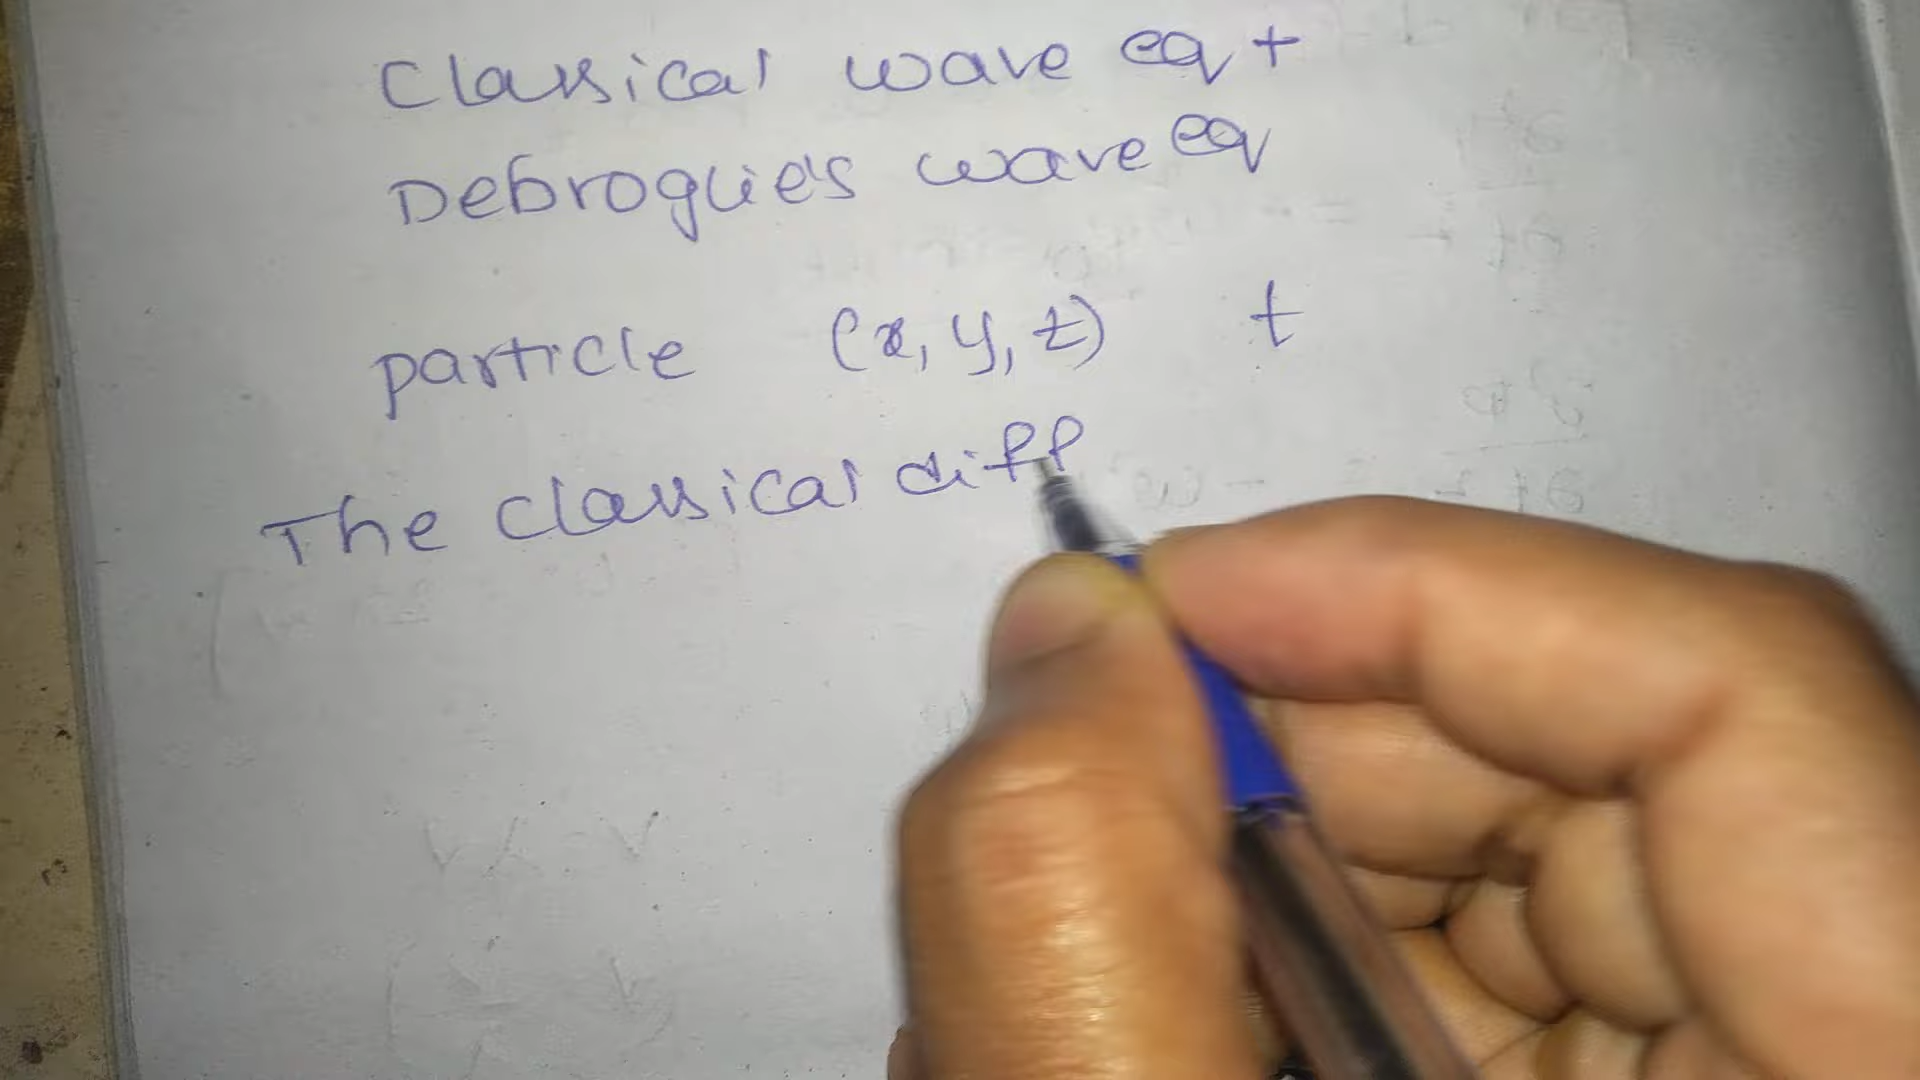 Classical wave eq +
Debroglie's wave eq
particle (x, y, z) t
The classical diff